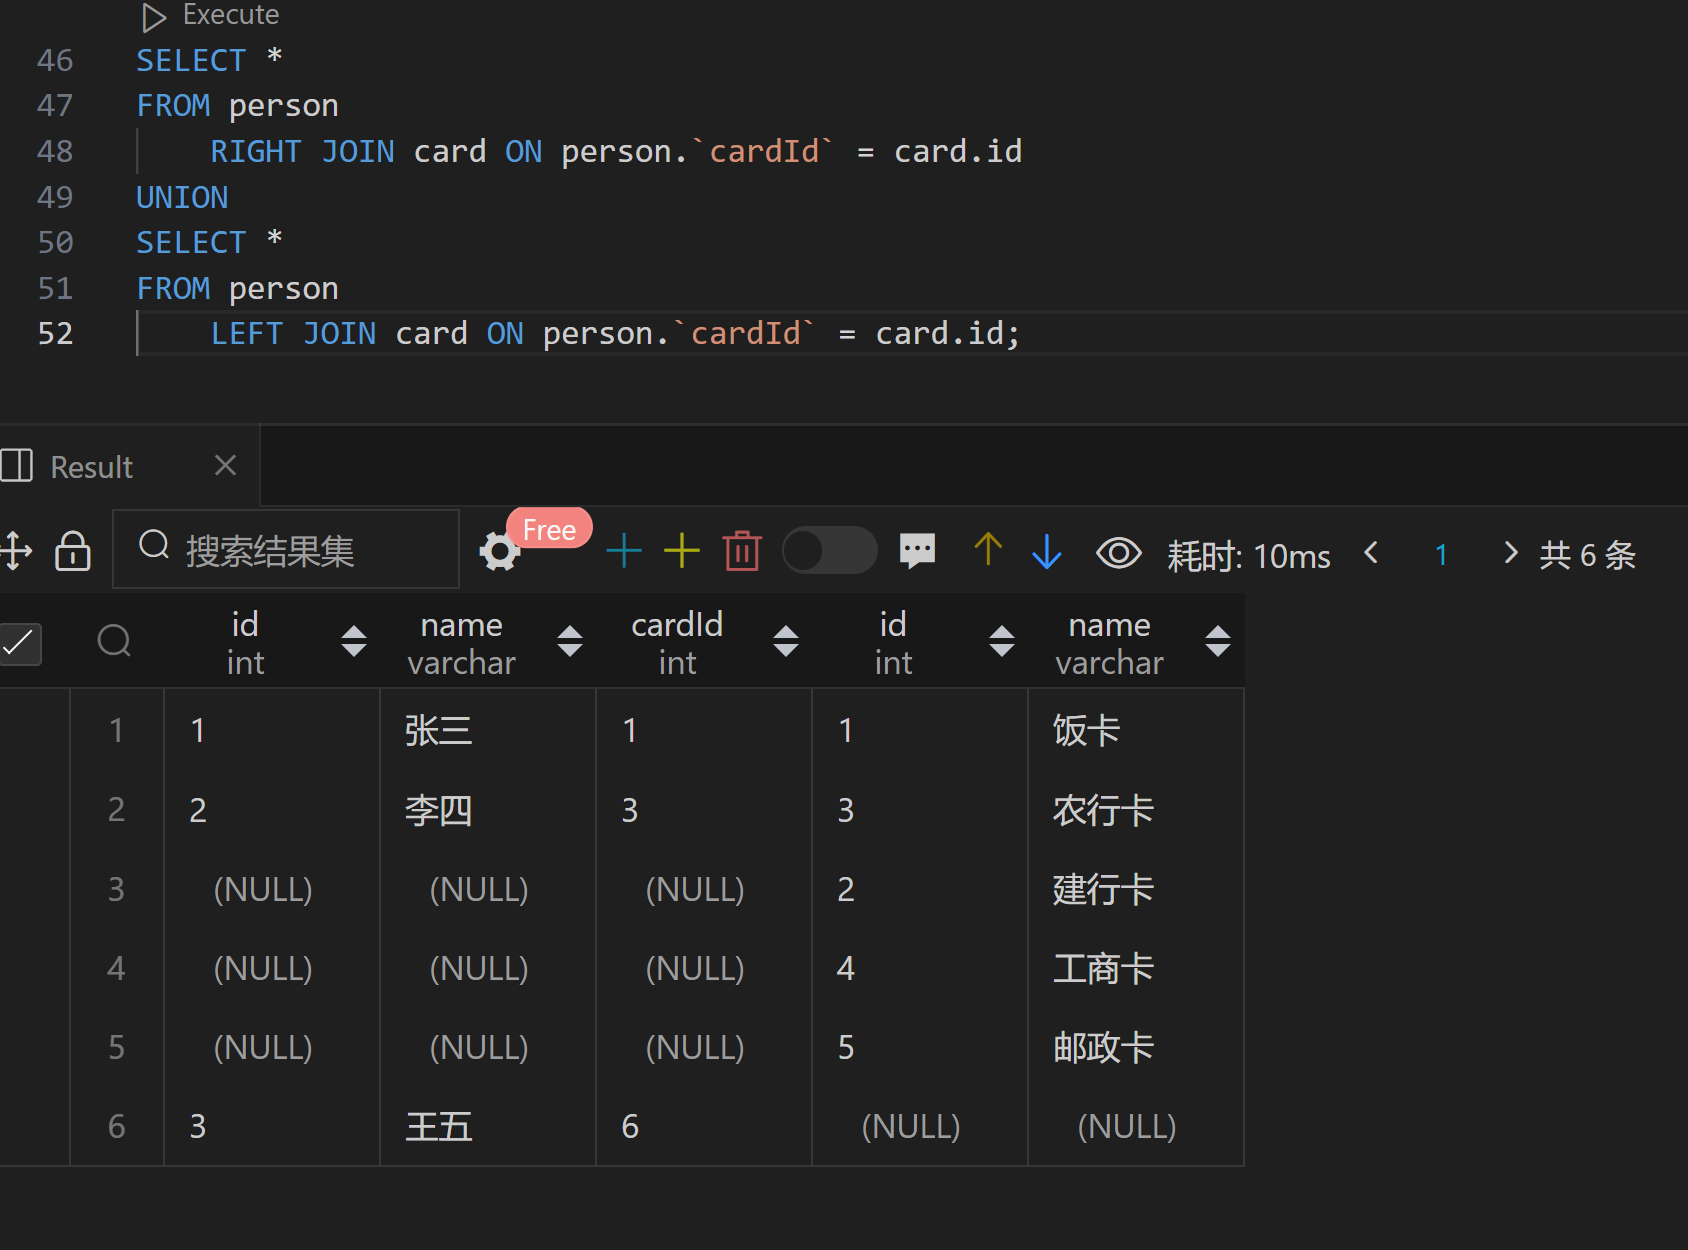 Execute
46 SELECT *
47 FROM person
48 RIGHT JOIN card ON person.`cardId` = card.id
49 UNION
50 SELECT *
51 FROM person
52 LEFT JOIN card ON person.`cardId` = card.id;
Result
搜索结果集 Free 耗时: 10ms 1 共 6 条
id name cardId id name
int varchar int int varchar
1 1 张三 1 1 饭卡
2 2 李四 3 3 农行卡
3 (NULL) (NULL) (NULL) 2 建行卡
4 (NULL) (NULL) (NULL) 4 工商卡
5 (NULL) (NULL) (NULL) 5 邮政卡
6 3 王五 6 (NULL) (NULL)